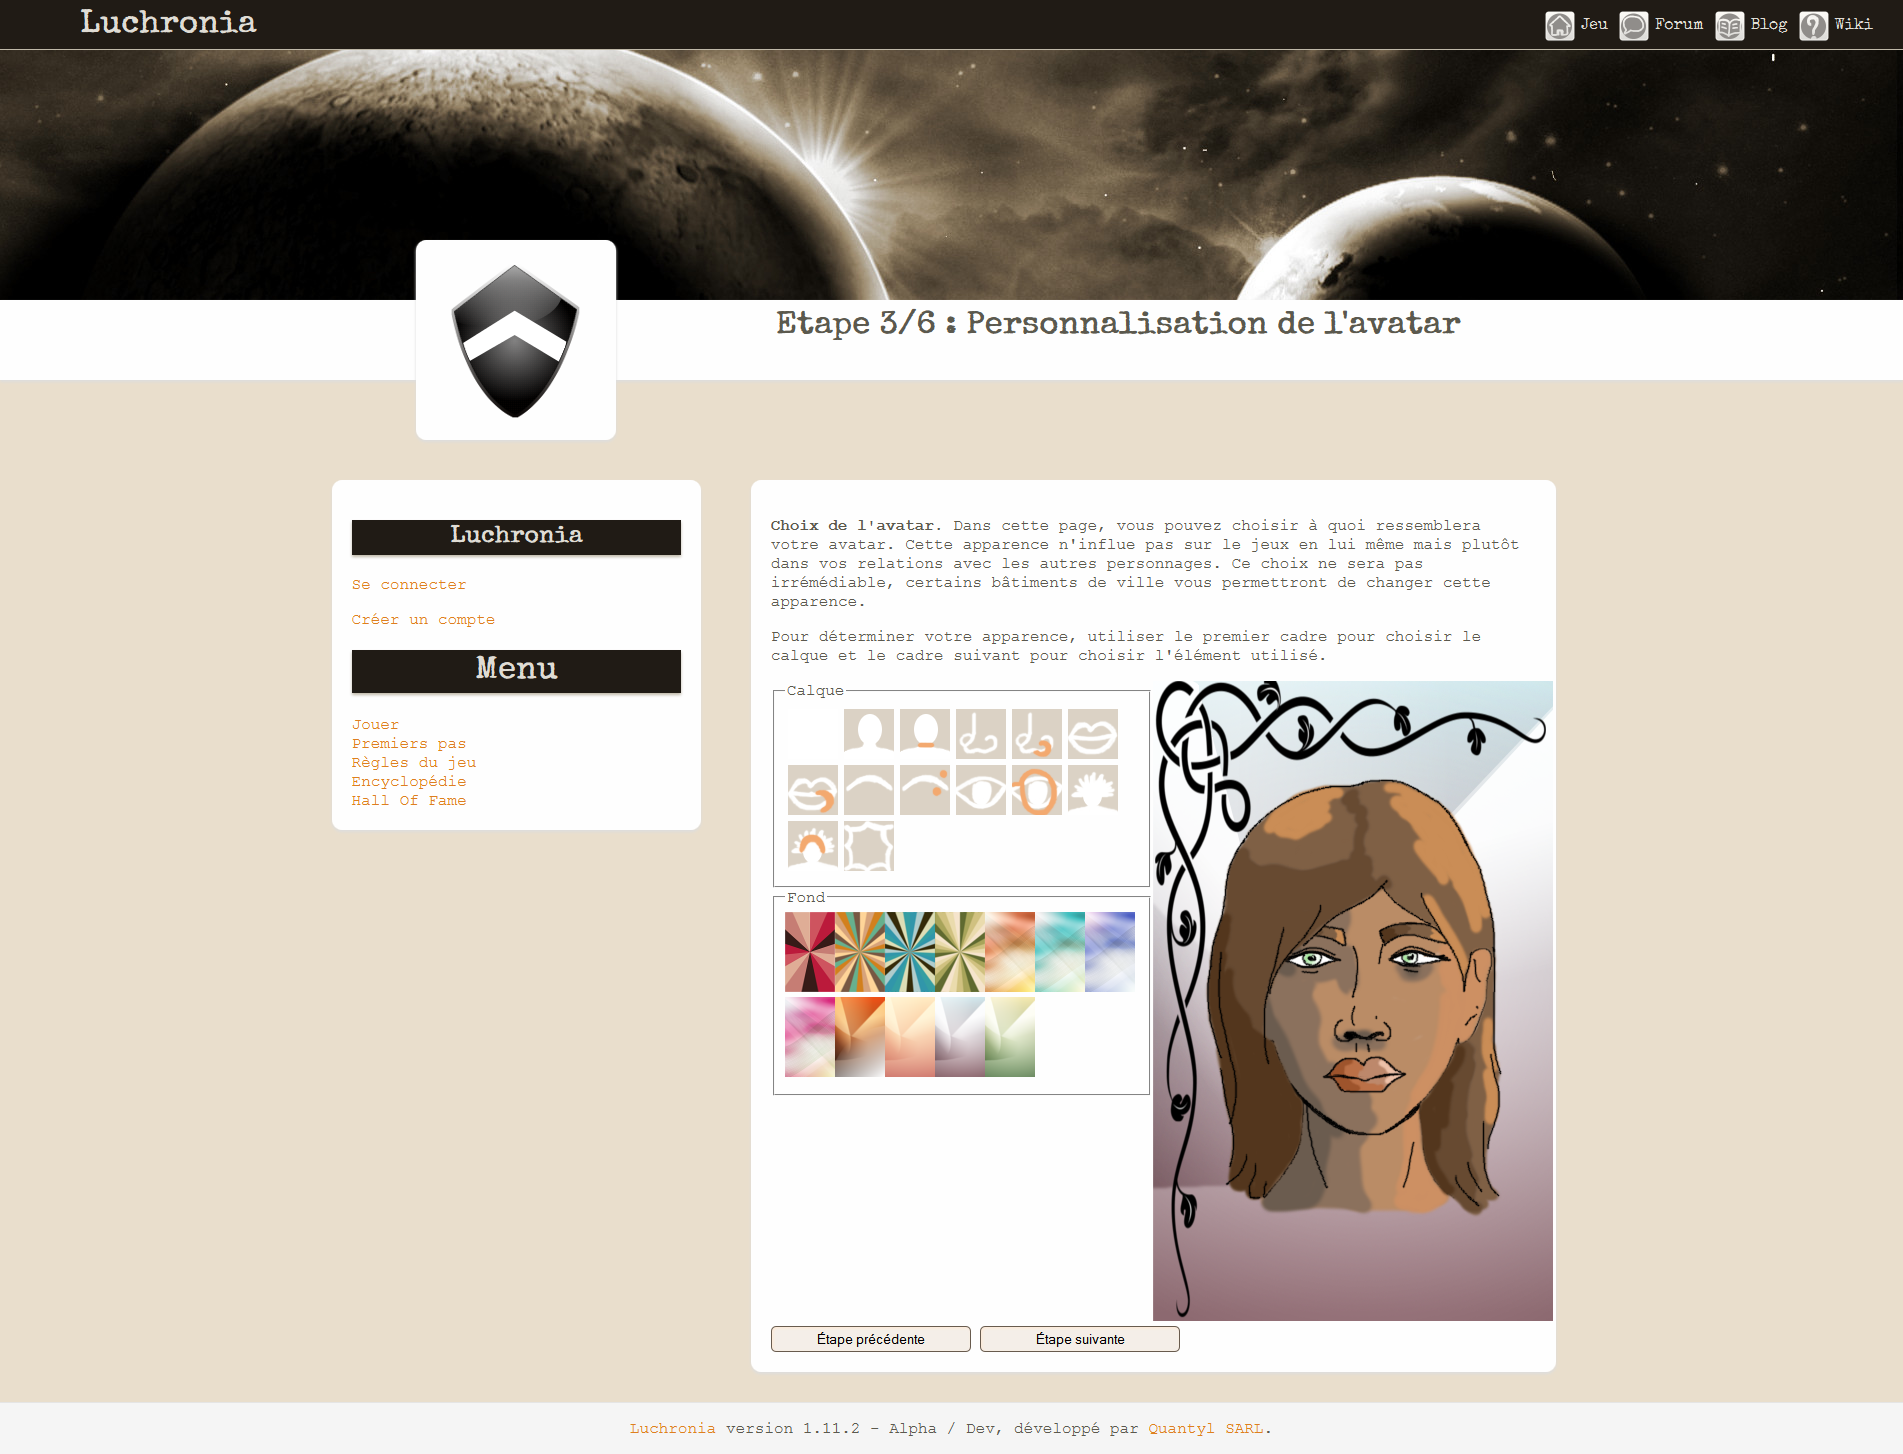 Luchronia
Jeu
Forum
Blog
Wiki
Etape 3/6 : Personnalisation de l'avatar
Luchronia
Se connecter
Créer un compte
Menu
Jouer
Premiers pas
Règles du jeu
Encyclopédie
Hall Of Fame
Choix de l'avatar. Dans cette page, vous pouvez choisir à quoi ressemblera
votre avatar. Cette apparence n'influe pas sur le jeux en lui même mais plutôt
dans vos relations avec les autres personnages. Ce choix ne sera pas
irrémédiable, certains bâtiments de ville vous permettront de changer cette
apparence.
Pour déterminer votre apparence, utiliser le premier cadre pour choisir le
calque et le cadre suivant pour choisir l'élément utilisé.
Calque
Fond
Étape précédente
Étape suivante
Luchronia version 1.11.2 - Alpha / Dev, développé par Quantyl SARL.